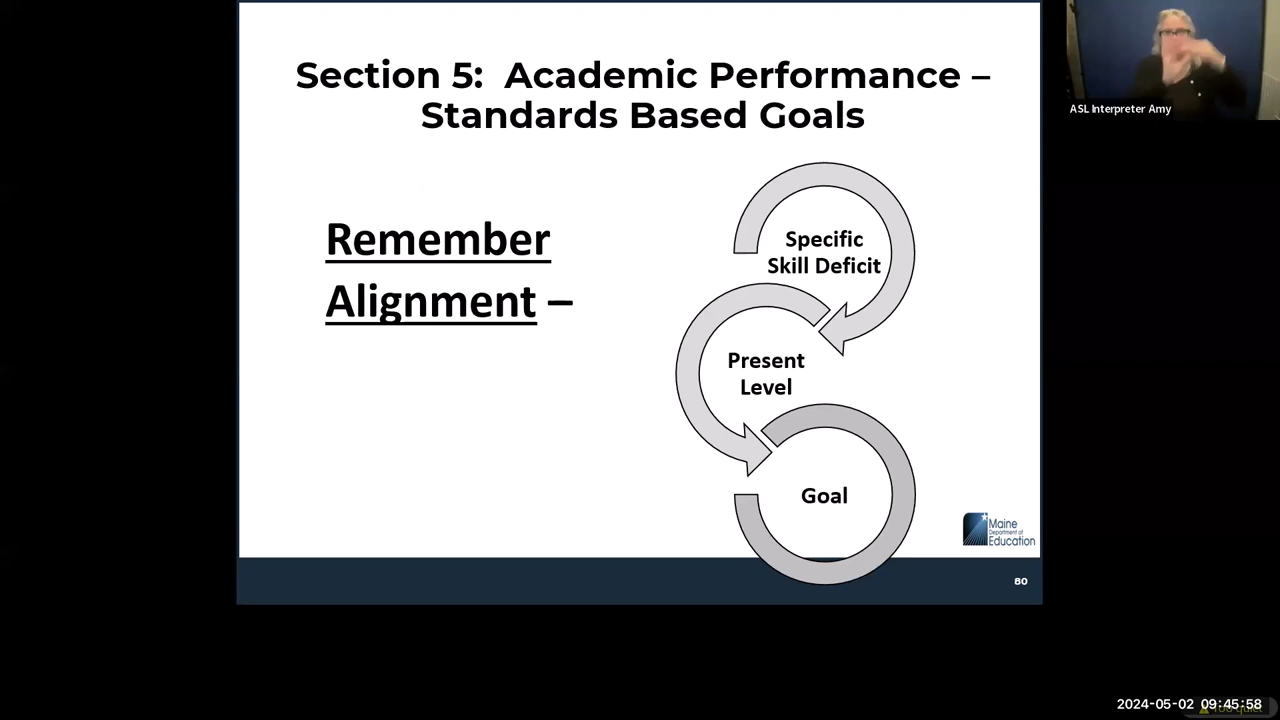 Section 5:  Academic Performance –
Standards Based Goals
Remember
Alignment –
Specific
Skill Deficit
Present
Level
Goal
Maine
Department of
Education
80
ASL Interpreter Amy
2024-05-02 09:45:58